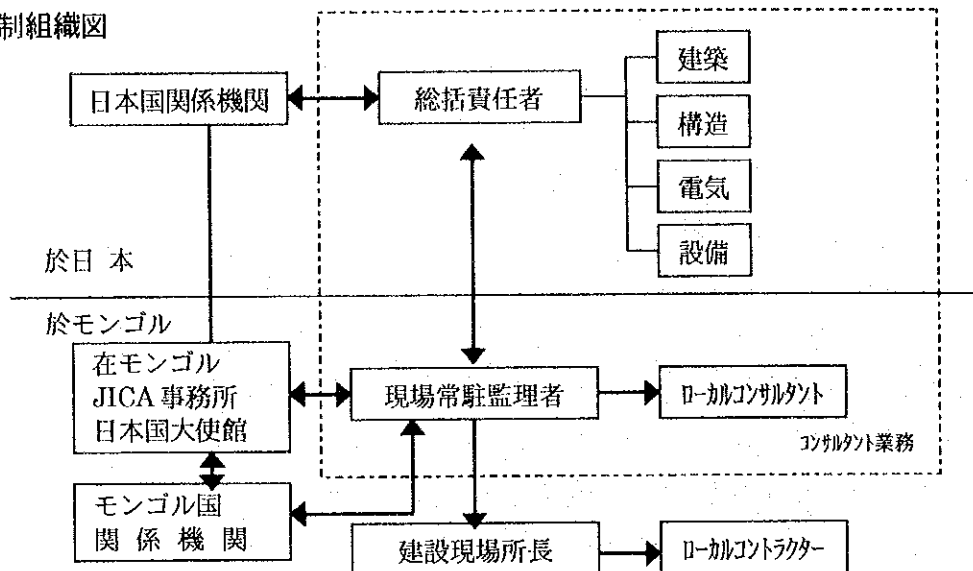 制組織図
建築
日本国関係機関
総括責任者
構造
電気
設備
於日本
於モンゴル
在モンゴル
JICA事務所
日本国大使館
現場常駐監理者
ローカルコンサルタント
コンサルタント業務
モンゴル国
関係機関
建設現場所長
ローカルコントラクター